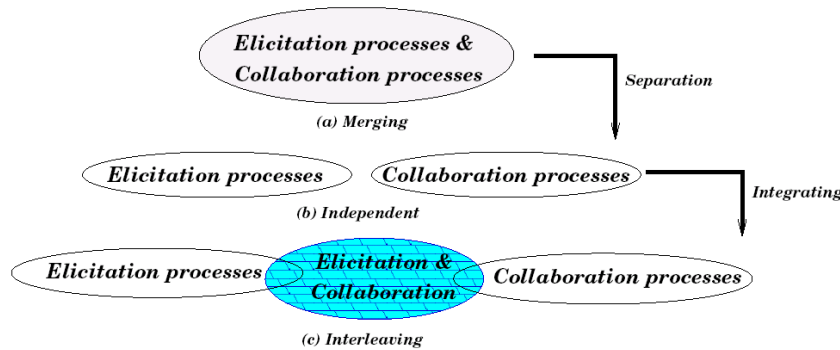 Elicitation processes &
Collaboration processes
Separation
(a) Merging
Elicitation processes
Collaboration processes
Integrating
(b) Independent
Elicitation processes
Elicitation &
Collaboration
Collaboration processes
(c) Interleaving